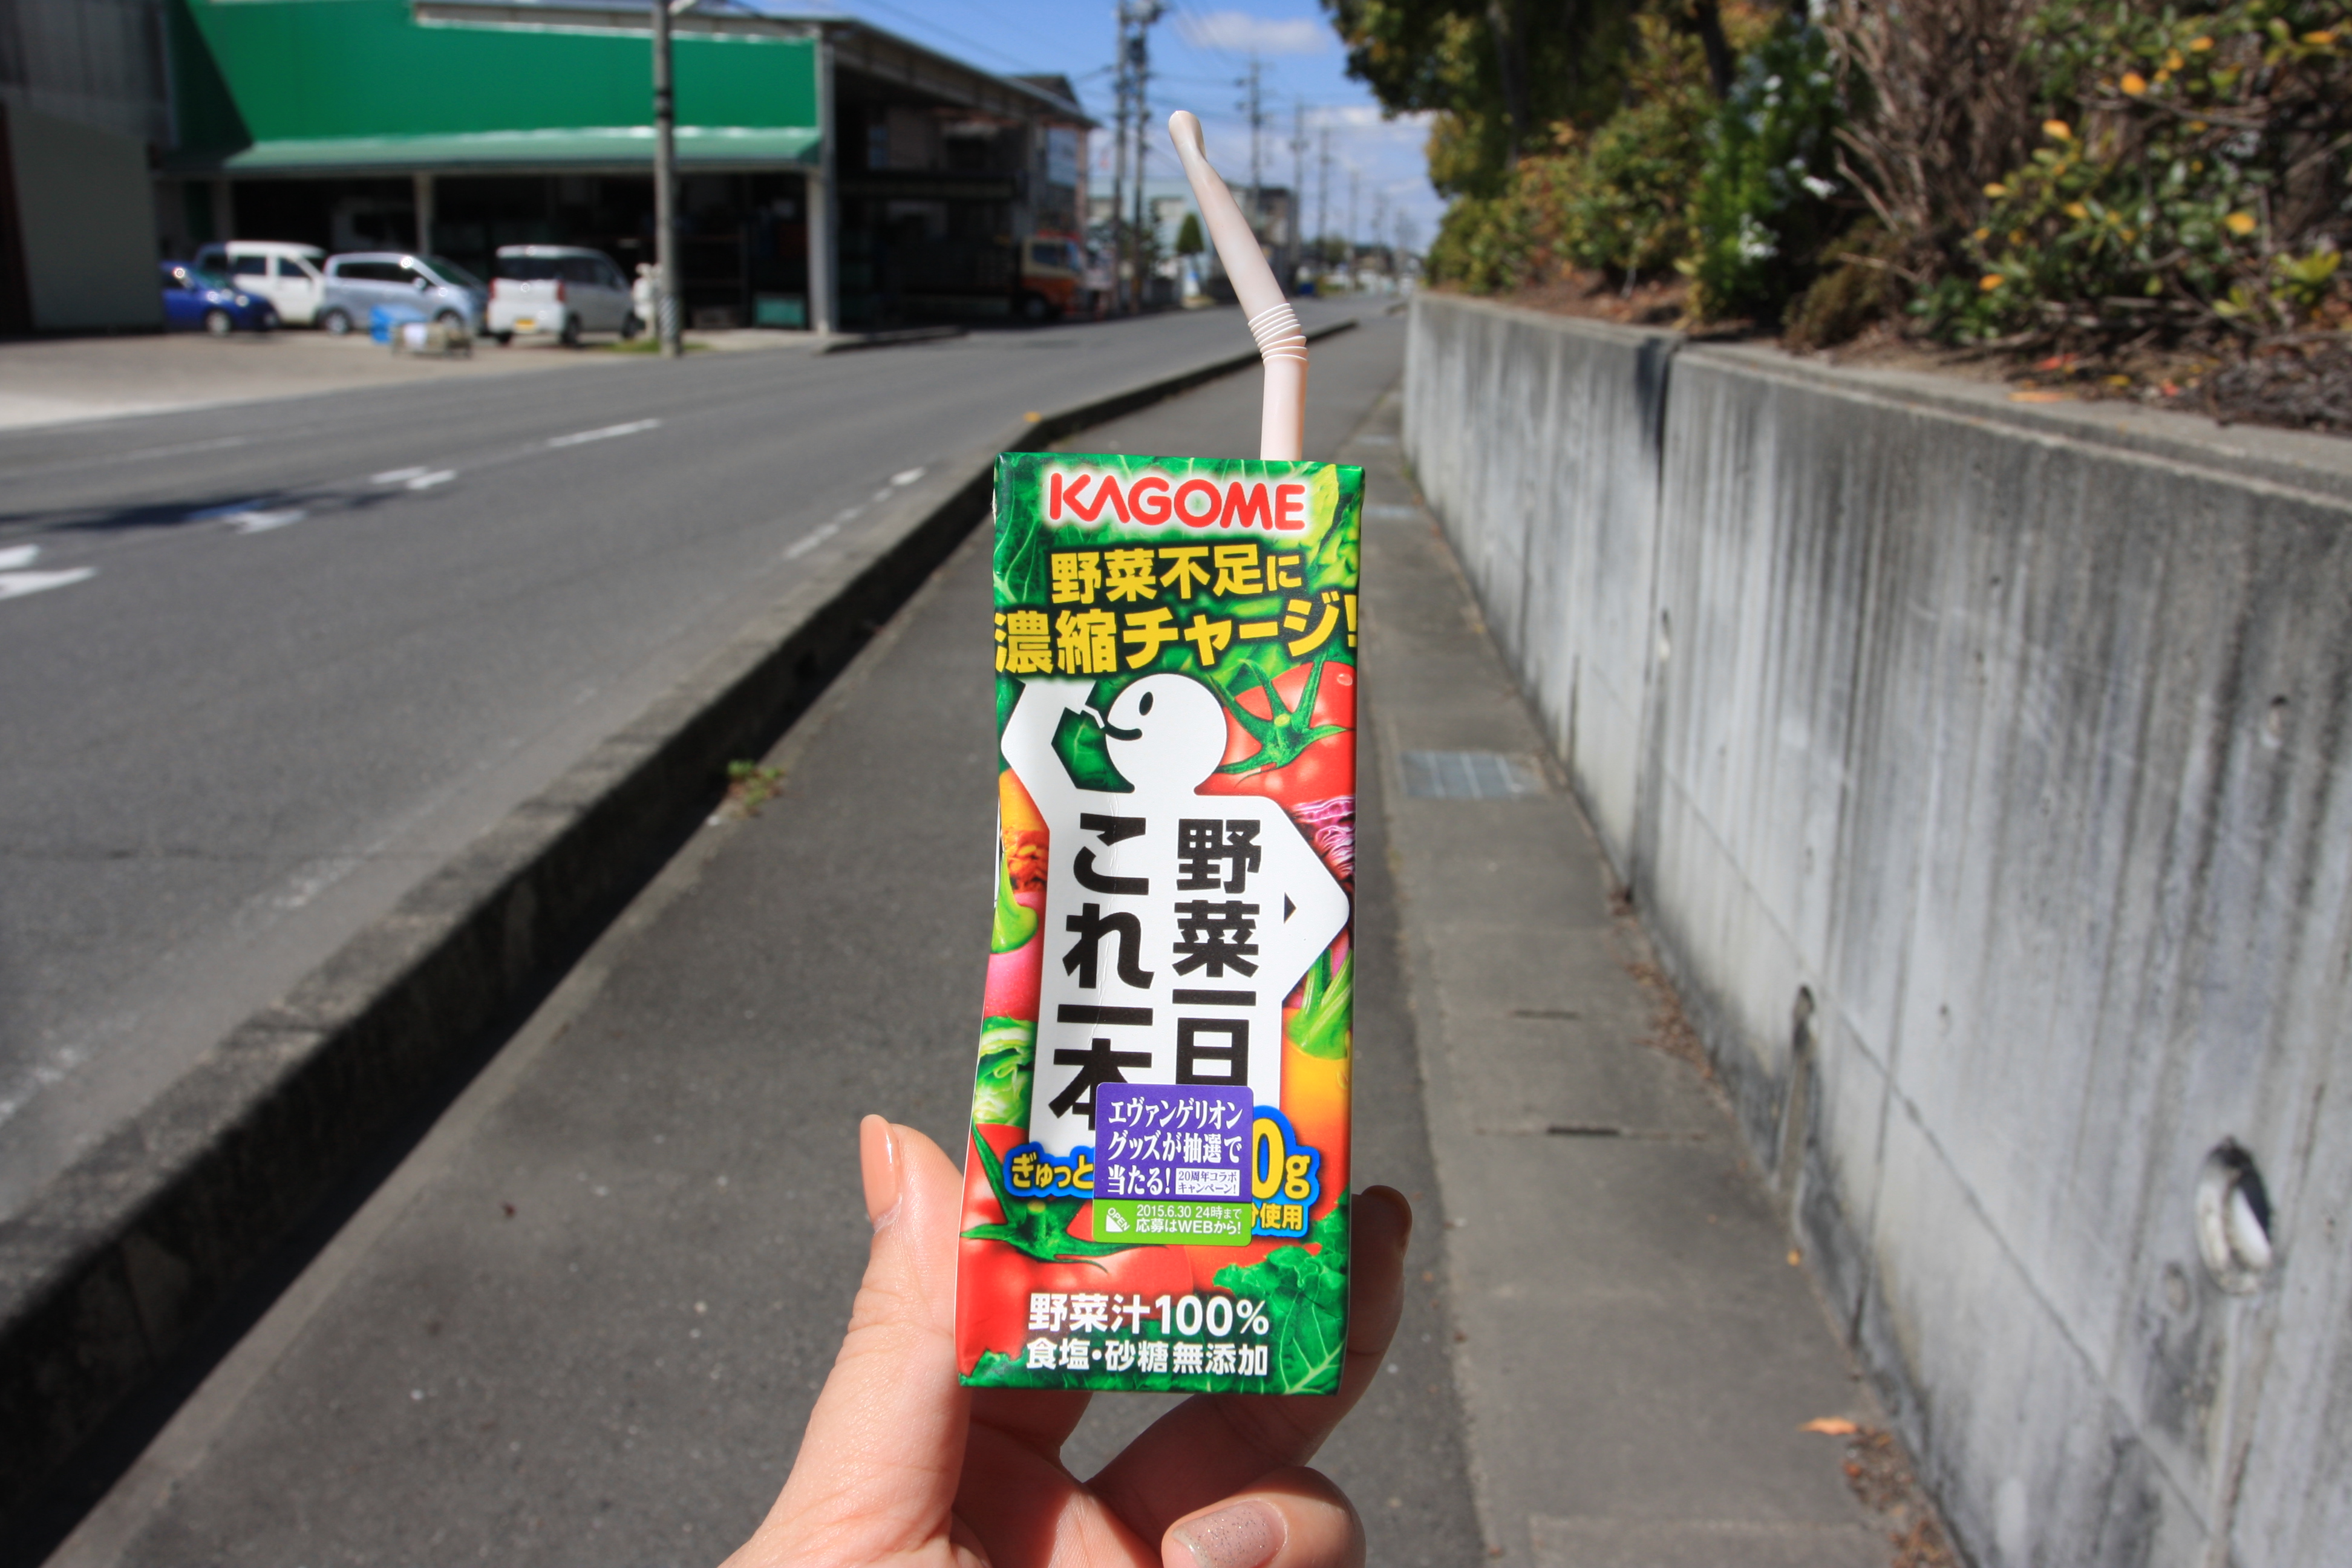 KAGOME
野菜不足に
濃縮チャージ!
野菜一日
これ一本
ぎゅっと
0g
分使用
エヴァンゲリオン
グッズが抽選で
当たる!
20周年コラボ
キャンペーン!
OPEN
2015.6.30 24時まで
応募はWEBから!
野菜汁100%
食塩・砂糖無添加